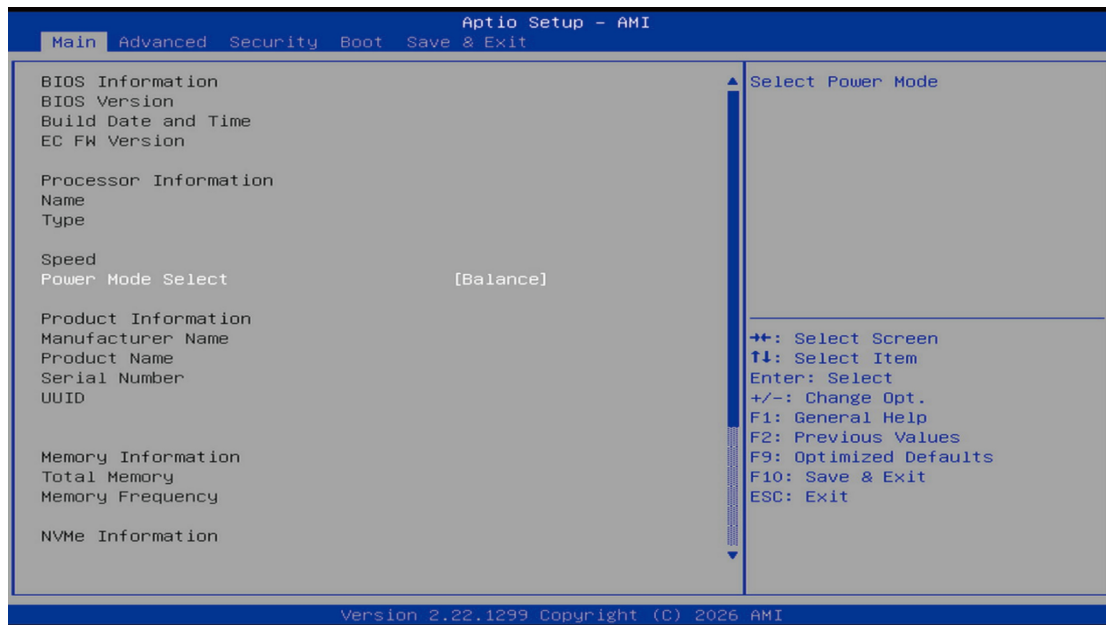 Aptio Setup - AMI
Main Advanced Security Boot Save & Exit
BIOS Information
BIOS Version
Build Date and Time
EC FW Version
Processor Information
Name
Type
Speed
Power Mode Select [Balance]
Product Information
Manufacturer Name
Product Name
Serial Number
UUID
Memory Information
Total Memory
Memory Frequency
NVMe Information
Select Power Mode
→←: Select Screen
↑↓: Select Item
Enter: Select
+/-: Change Opt.
F1: General Help
F2: Previous Values
F9: Optimized Defaults
F10: Save & Exit
ESC: Exit
Version 2.22.1299 Copyright (C) 2026 AMI